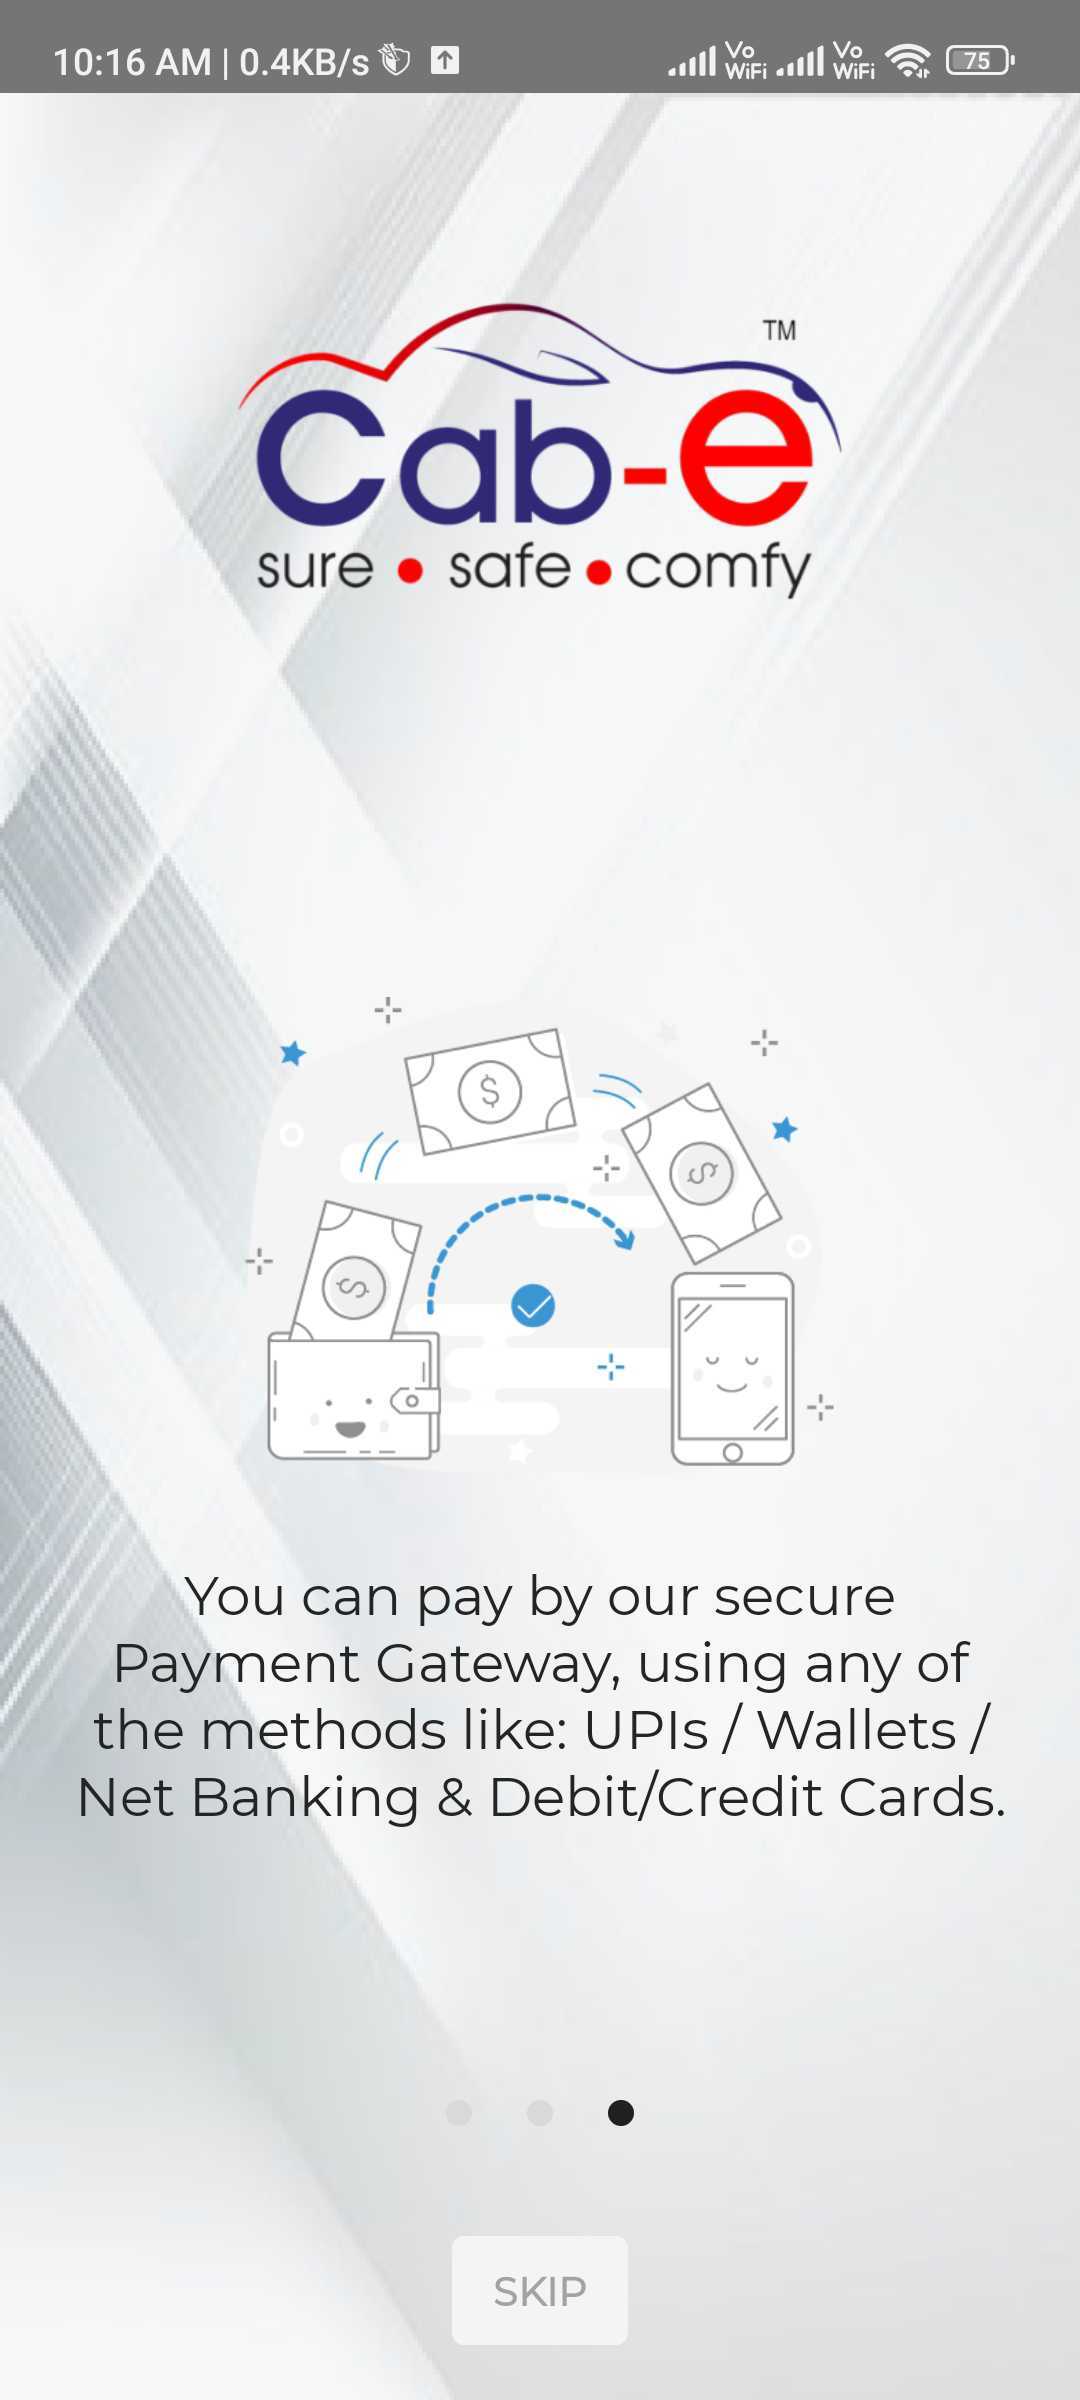 10:16 AM | 0.4KB/s Vo WiFi Vo WiFi 75
TM
Cab-e
sure • safe • comfy
$ $
$
You can pay by our secure
Payment Gateway, using any of
the methods like: UPIs / Wallets /
Net Banking & Debit/Credit Cards.
SKIP